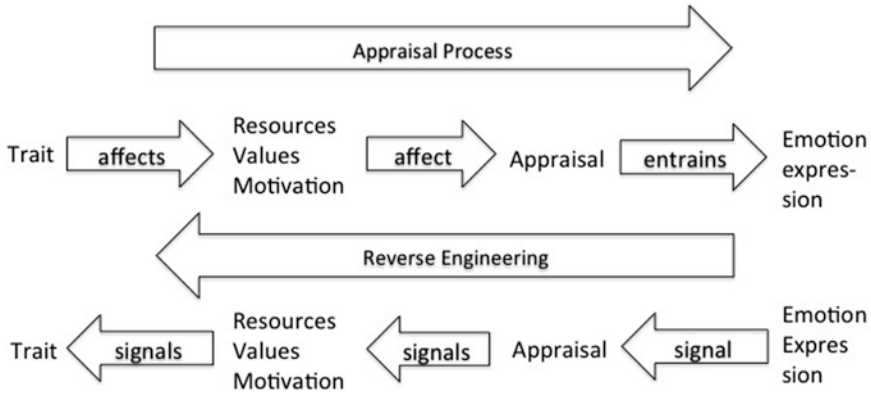 Appraisal Process
Trait
affects
Resources
Values
Motivation
affect
Appraisal
entrains
Emotion
expres-
sion
Reverse Engineering
Trait
signals
Resources
Values
Motivation
signals
Appraisal
signal
Emotion
Expres
sion